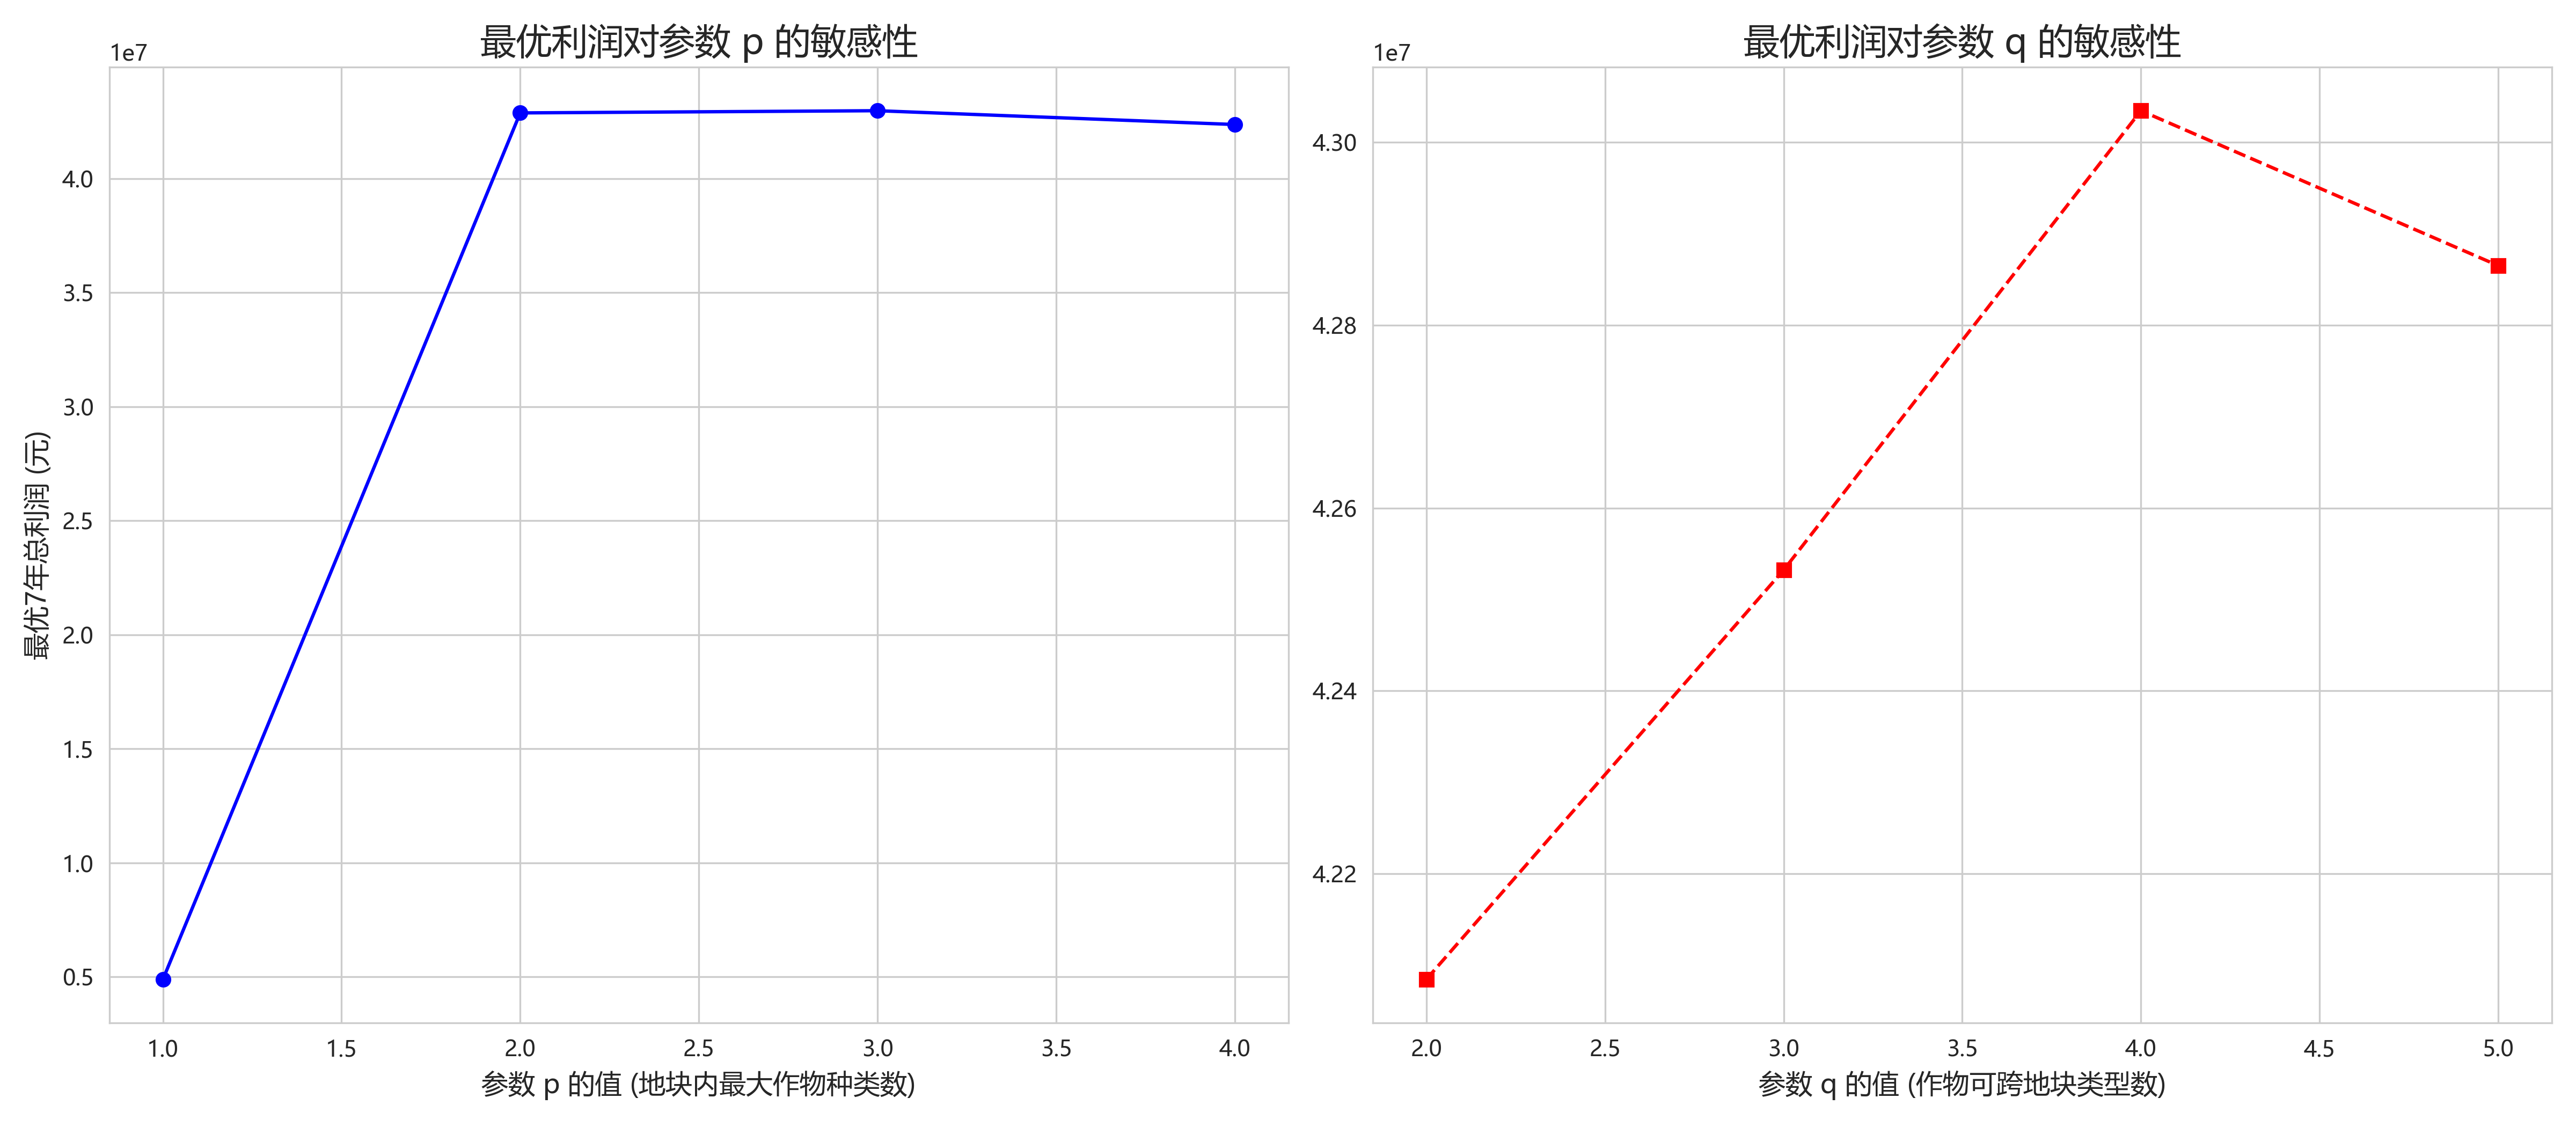 最优利润对参数 p 的敏感性
1e7
4.0
3.5
3.0
2.5
2.0
1.5
1.0
0.5
最优7年总利润 (元)
1.0 1.5 2.0 2.5 3.0 3.5 4.0
参数 p 的值 (地块内最大作物种类数)
最优利润对参数 q 的敏感性
1e7
4.30
4.28
4.26
4.24
4.22
2.0 2.5 3.0 3.5 4.0 4.5 5.0
参数 q 的值 (作物可跨地块类型数)